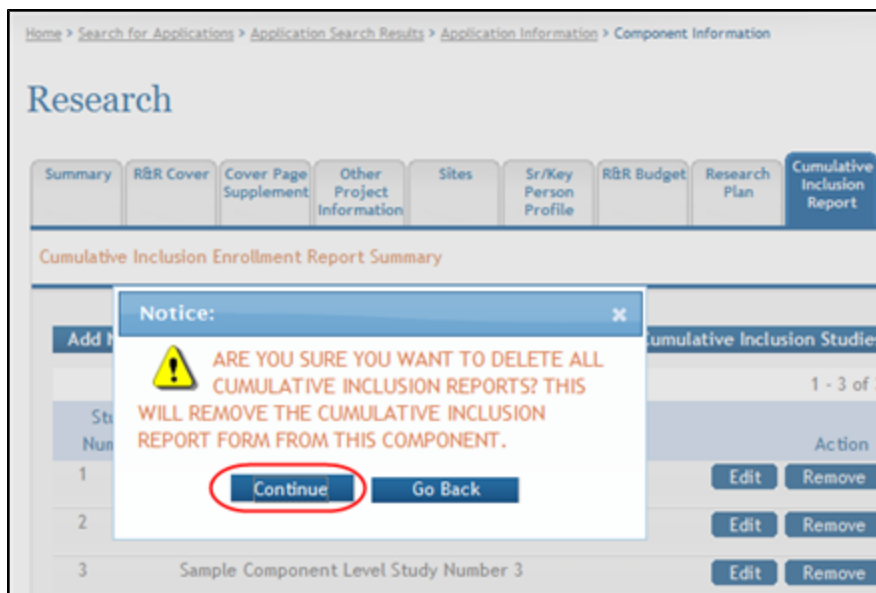 Home > Search for Applications > Application Search Results > Application Information > Component Information
Research
Summary
R&R Cover
Cover Page
Supplement
Other
Project
Information
Sites
Sr/Key
Person
Profile
R&R Budget
Research
Plan
Cumulative
Inclusion
Report
Cumulative Inclusion Enrollment Report Summary
Notice:
Add
Cumulative Inclusion Studie
ARE YOU SURE YOU WANT TO DELETE ALL
CUMULATIVE INCLUSION REPORTS? THIS
WILL REMOVE THE CUMULATIVE INCLUSION
REPORT FORM FROM THIS COMPONENT.
Continue Go Back
1 - 3 of
Stu
Num
Action
1 Edit Remove
2 Edit Remove
3 Sample Component Level Study Number 3 Edit Remove